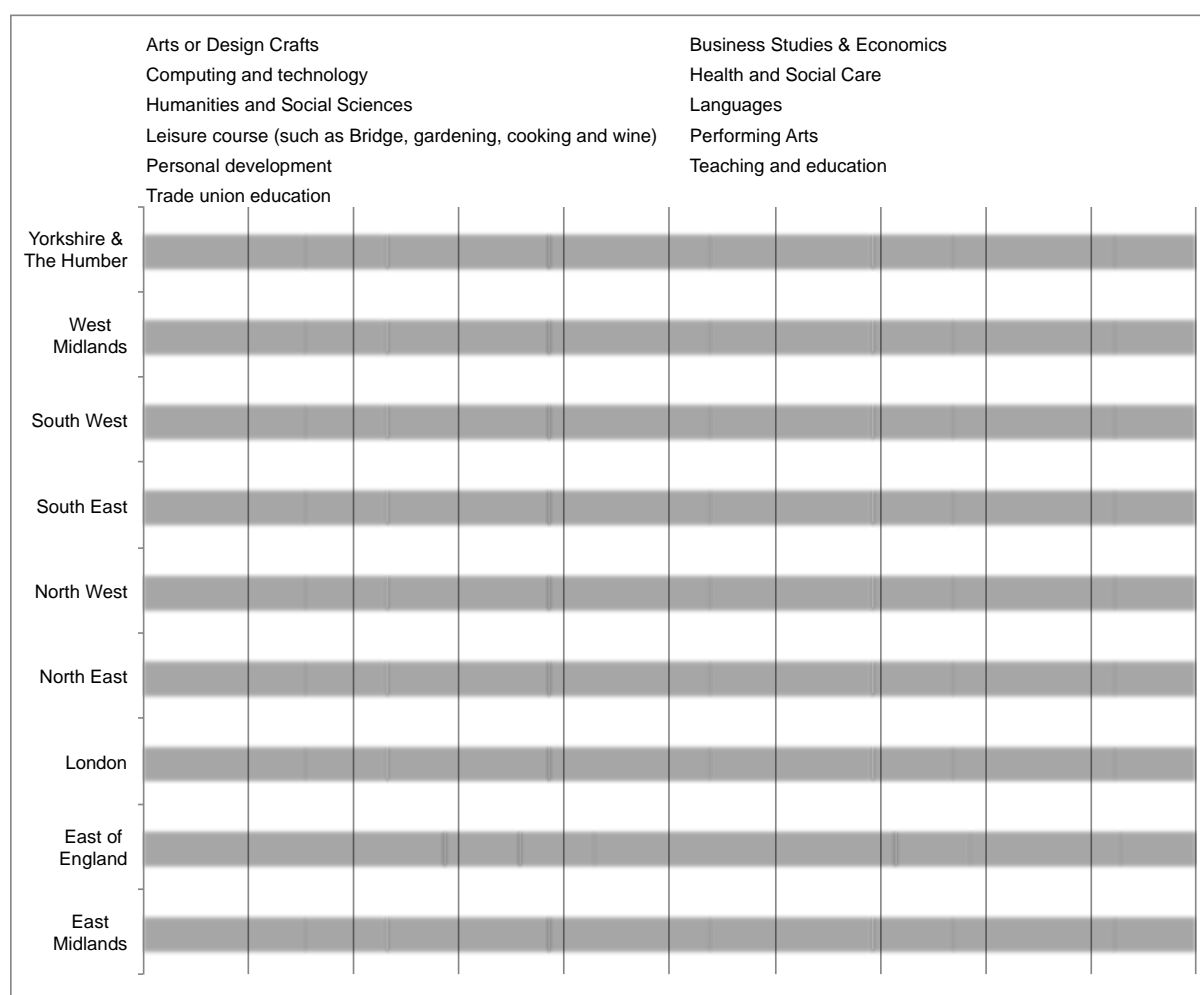 Arts or Design Crafts
Business Studies & Economics
Computing and technology
Health and Social Care
Humanities and Social Sciences
Languages
Leisure course (such as Bridge, gardening, cooking and wine)
Performing Arts
Personal development
Teaching and education
Trade union education
Yorkshire &
The Humber
West
Midlands
South West
South East
North West
North East
London
East of
England
East
Midlands